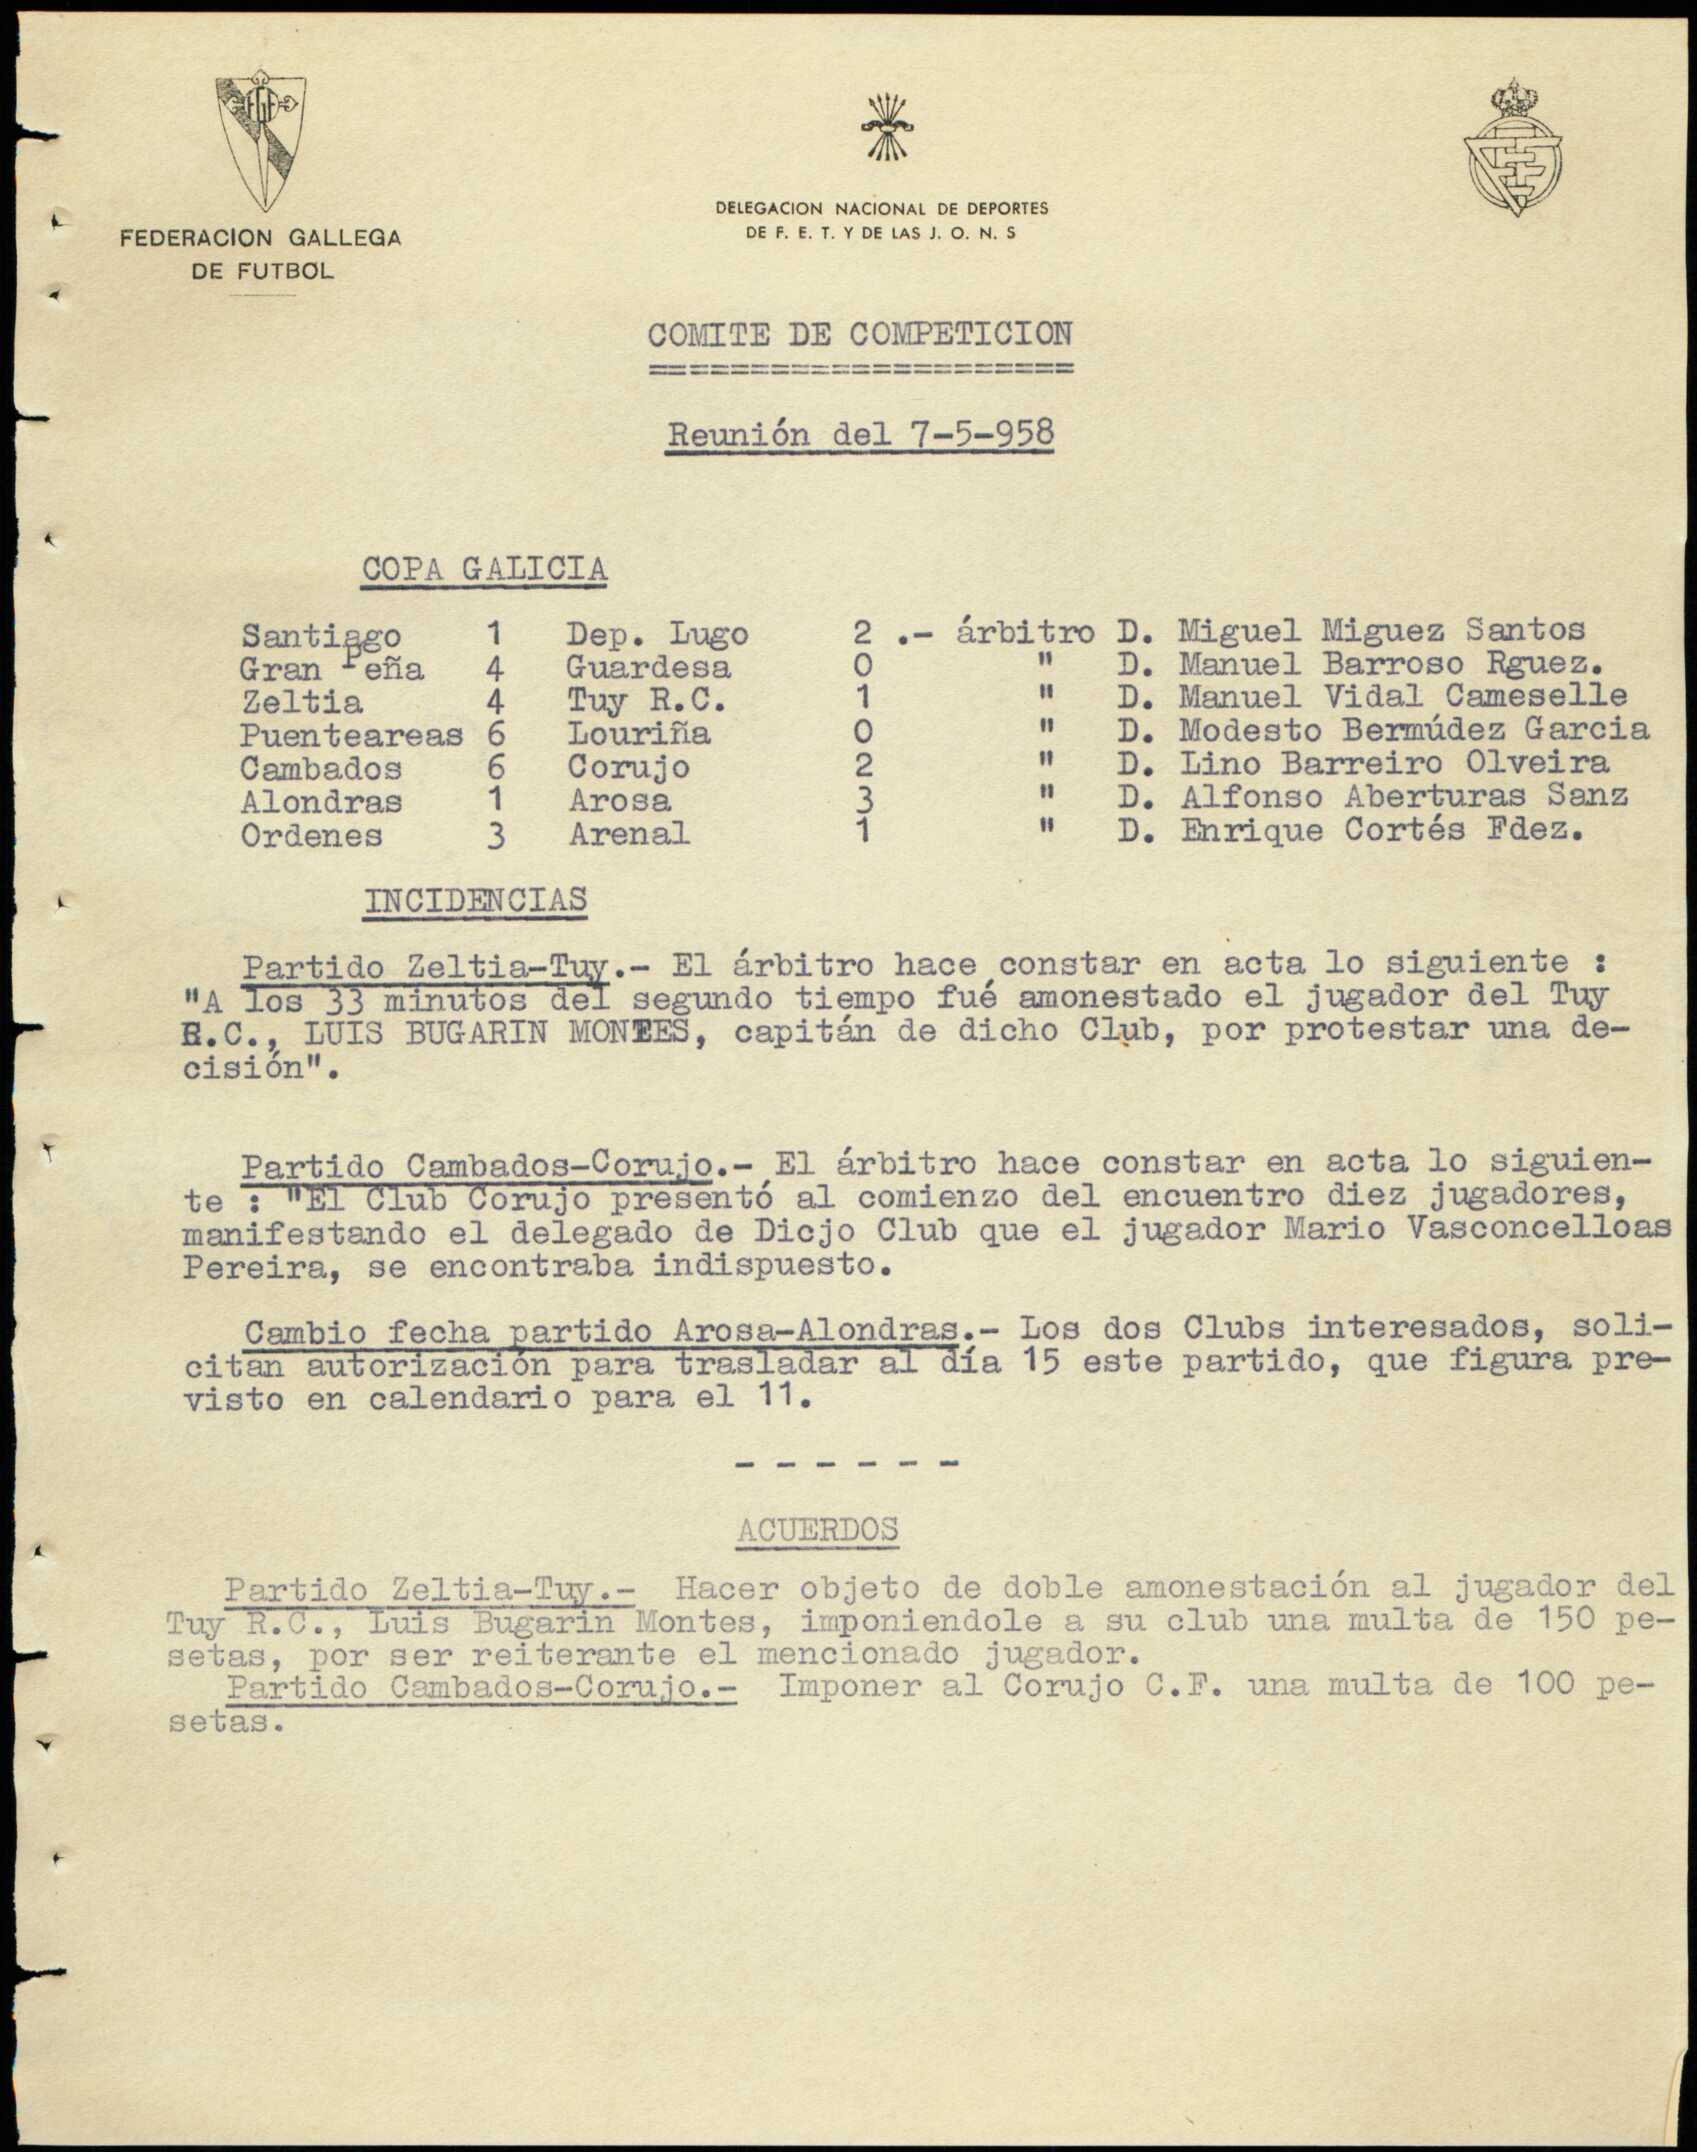 FEDERACION GALLEGA
DE FUTBOL
DELEGACION NACIONAL DE DEPORTES
DE F. E. T. Y DE LAS J. O. N. S
COMITE DE COMPETICION
=====================
Reunión del 7-5-958
COPA GALICIA
Santiago 1 Dep. Lugo 2 .- árbitro D. Miguel Miguez Santos
Gran Peña 4 Guardesa 0 " D. Manuel Barroso Rguez.
Zeltia 4 Tuy R.C. 1 " D. Manuel Vidal Cameselle
Puenteareas 6 Louriña 0 " D. Modesto Bermúdez Garcia
Cambados 6 Corujo 2 " D. Lino Barreiro Olveira
Alondras 1 Arosa 3 " D. Alfonso Aberturas Sanz
Ordenes 3 Arenal 1 " D. Enrique Cortés Fdez.
INCIDENCIAS
Partido Zeltia-Tuy.- El árbitro hace constar en acta lo siguiente :
"A los 33 minutos del segundo tiempo fué amonestado el jugador del Tuy
R.C., LUIS BUGARIN MONTES, capitán de dicho Club, por protestar una de-
cisión".
Partido Cambados-Corujo.- El árbitro hace constar en acta lo siguien-
te : "El Club Corujo presentó al comienzo del encuentro diez jugadores,
manifestando el delegado de Dicjo Club que el jugador Mario Vasconcelloas
Pereira, se encontraba indispuesto.
Cambio fecha partido Arosa-Alondras.- Los dos Clubs interesados, soli-
citan autorización para trasladar al día 15 este partido, que figura pre-
visto en calendario para el 11.
- - - - - -
ACUERDOS
Partido Zeltia-Tuy.- Hacer objeto de doble amonestación al jugador del
Tuy R.C., Luis Bugarin Montes, imponiendole a su club una multa de 150 pe-
setas, por ser reiterante el mencionado jugador.
Partido Cambados-Corujo.- Imponer al Corujo C.F. una multa de 100 pe-
setas.